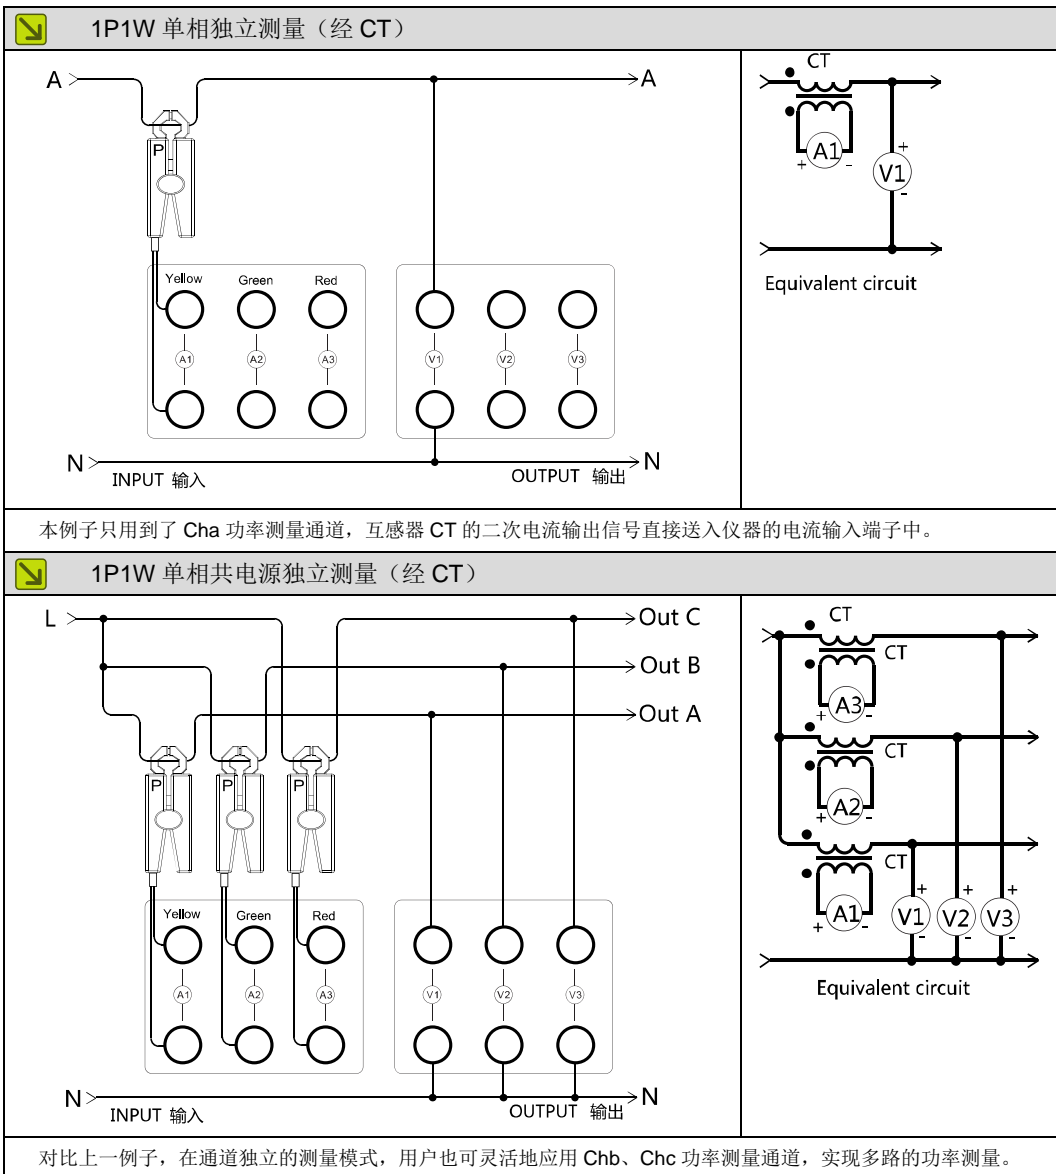 1P1W 单相独立测量（经 CT）
A
A
P
Yellow Green Red
A1 A2 A3 V1 V2 V3
N
N
INPUT 输入
OUTPUT 输出
CT
+ A1 -
+
V1
-
Equivalent circuit
本例子只用到了 Cha 功率测量通道，互感器 CT 的二次电流输出信号直接送入仪器的电流输入端子中。
1P1W 单相共电源独立测量（经 CT）
L
Out C
Out B
Out A
P P P
Yellow Green Red
A1 A2 A3 V1 V2 V3
N
N
INPUT 输入
OUTPUT 输出
CT
CT
+ A3 -
CT
+ A2 -
CT
+ A1 -
+ + +
V1 V2 V3
- - -
Equivalent circuit
对比上一例子，在通道独立的测量模式，用户也可灵活地应用 Chb、Chc 功率测量通道，实现多路的功率测量。